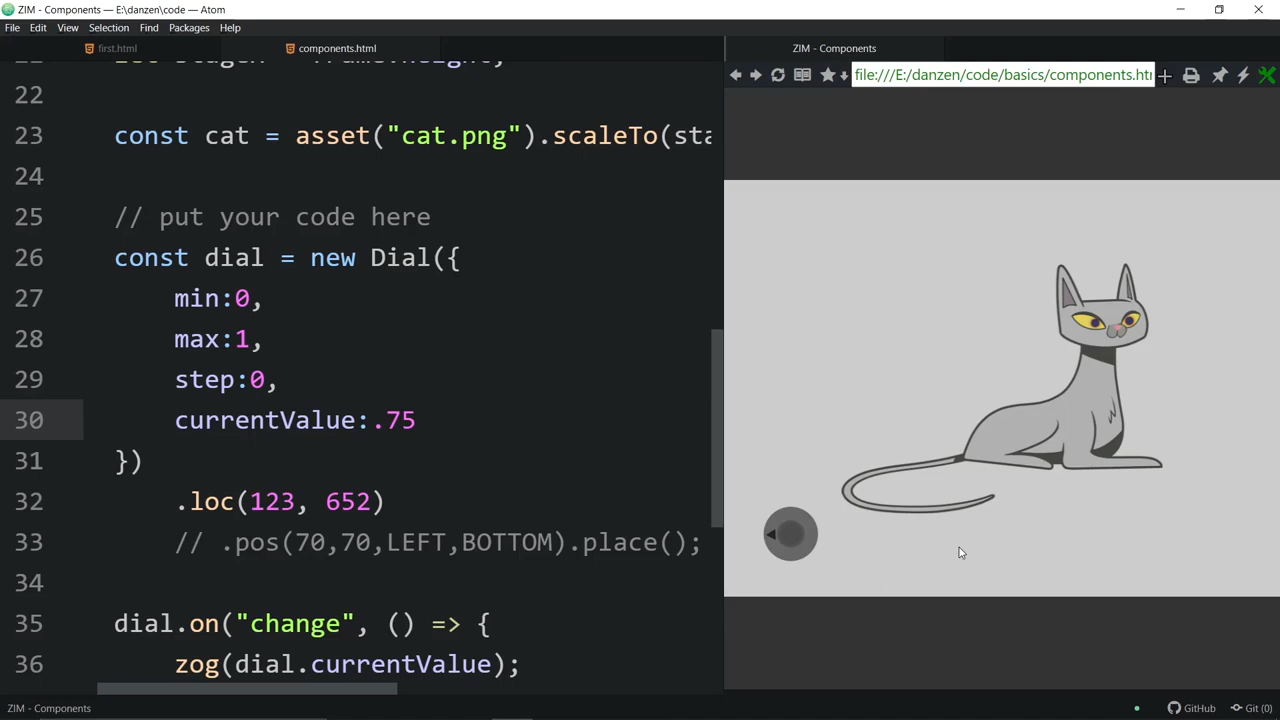 ZIM - Components — E:\danzen\code — Atom
File Edit View Selection Find Packages Help
first.html components.html ZIM - Components
file:///E:/danzen/code/basics/components.ht
22
23 const cat = asset("cat.png").scaleTo(sta
24
25 // put your code here
26 const dial = new Dial({
27 min:0,
28 max:1,
29 step:0,
30 currentValue:.75
31 })
32 .loc(123, 652)
33 // .pos(70,70,LEFT,BOTTOM).place();
34
35 dial.on("change", () => {
36 zog(dial.currentValue);
ZIM - Components GitHub Git (0)